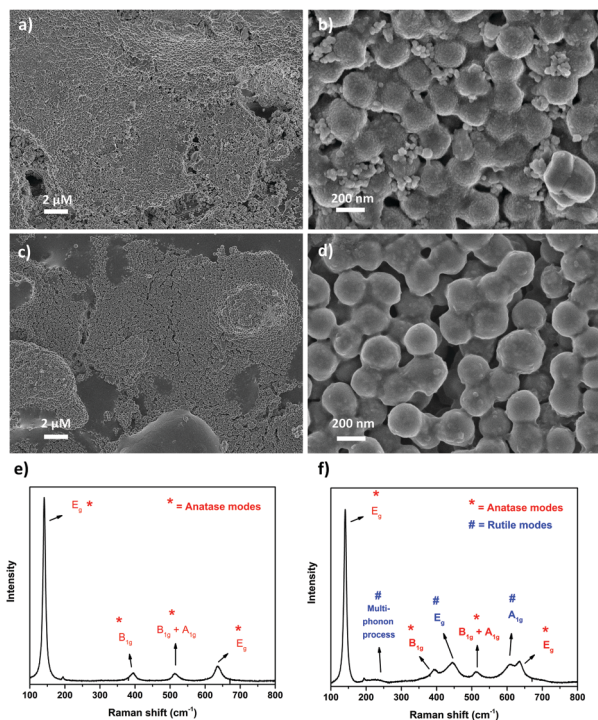 a)
2 µM
b)
200 nm
c)
2 µM
d)
200 nm
e)
Intensity
Eg *
* = Anatase modes
*
B1g
*
B1g + A1g
*
Eg
100 200 300 400 500 600 700 800
Raman shift (cm-1)
f)
Intensity
*
Eg
* = Anatase modes
# = Rutile modes
#
Multi-
phonon
process
*
B1g
#
Eg
*
B1g + A1g
#
A1g
*
Eg
100 200 300 400 500 600 700 800
Raman shift (cm-1)